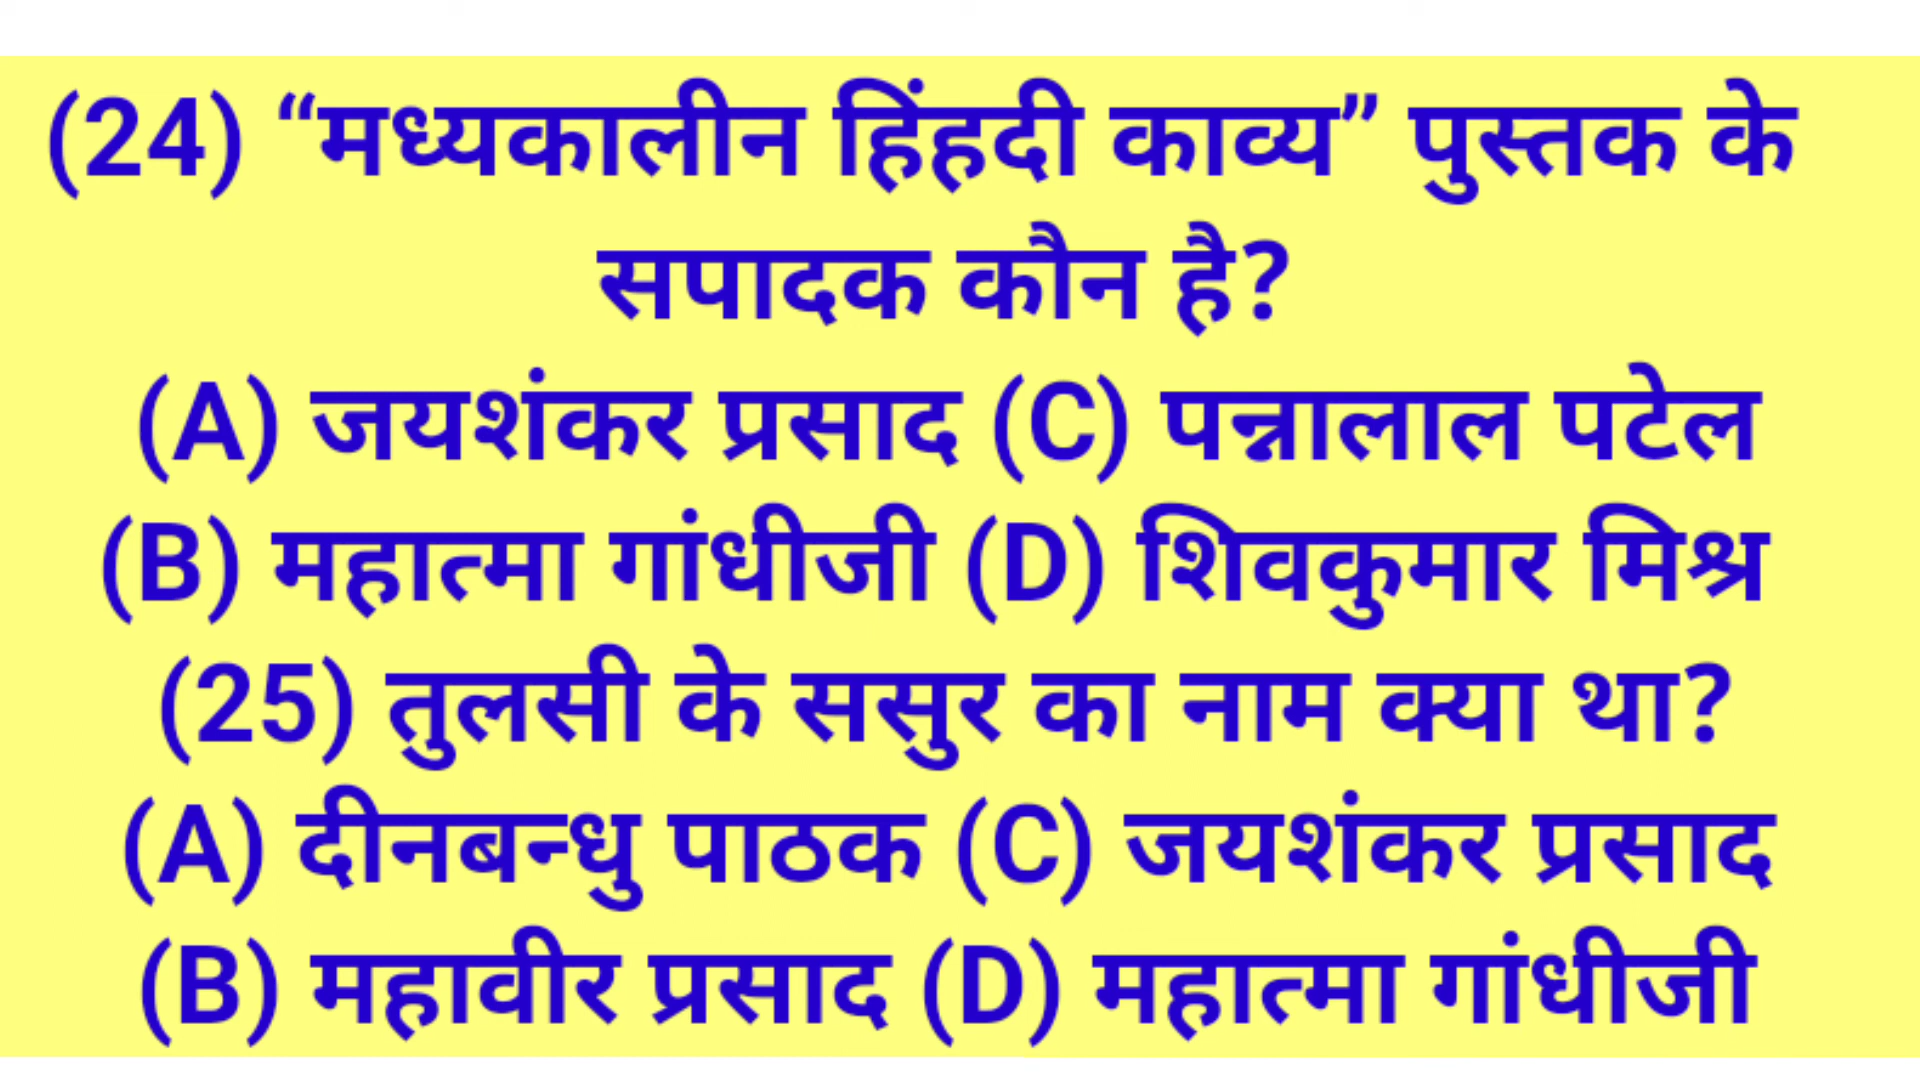 (24) “मध्यकालीन हिंहदी काव्य” पुस्तक के
सपादक कौन है?
(A) जयशंकर प्रसाद (C) पन्नालाल पटेल
(B) महात्मा गांधीजी (D) शिवकुमार मिश्र
(25) तुलसी के ससुर का नाम क्या था?
(A) दीनबन्धु पाठक (C) जयशंकर प्रसाद
(B) महावीर प्रसाद (D) महात्मा गांधीजी